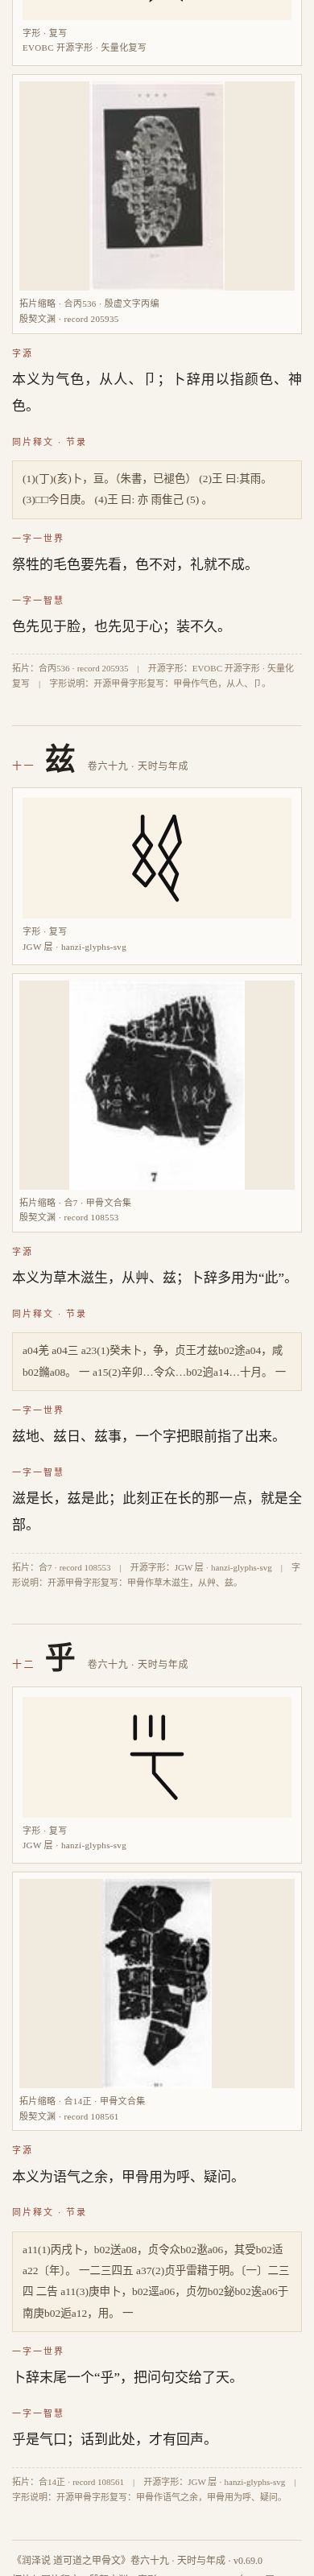 字形 · 复写
EVOBC 开源字形 · 矢量化复写
拓片缩略 · 合丙536 · 殷虚文字丙编
殷契文渊 · record 205935
字源
本义为气色，从人、卩；卜辞用以指颜色、神
色。
同片释文 · 节录
(1)(丁)(亥)卜，亘。（朱書，已褪色） (2)王 曰:其雨。
(3)□□今日庚。 (4)王 曰: 亦 雨隹己 (5) 。
一字一世界
祭牲的毛色要先看，色不对，礼就不成。
一字一智慧
色先见于脸，也先见于心；装不久。
拓片：合丙536 · record 205935 | 开源字形：EVOBC 开源字形 · 矢量化
复写 | 字形说明：开源甲骨字形复写：甲骨作气色，从人、卩。
十一 兹 卷六十九 · 天时与年成
字形 · 复写
JGW 层 · hanzi-glyphs-svg
7
拓片缩略 · 合7 · 甲骨文合集
殷契文渊 · record 108553
字源
本义为草木滋生，从艸、兹；卜辞多用为“此”。
同片释文 · 节录
a04羌 a04三 a23(1)癸未卜，争，贞王才兹b02途a04，咸
a08。 一 a15(2)辛卯…令众…b02逈a14…十月。 一
一字一世界
兹地、兹日、兹事，一个字把眼前指了出来。
一字一智慧
滋是长，兹是此；此刻正在长的那一点，就是全
部。
拓片：合7 · record 108553 | 开源字形：JGW 层 · hanzi-glyphs-svg | 字
形说明：开源甲骨字形复写：甲骨作草木滋生，从艸、兹。
十二 乎 卷六十九 · 天时与年成
字形 · 复写
JGW 层 · hanzi-glyphs-svg
拓片缩略 · 合14正 · 甲骨文合集
殷契文渊 · record 108561
字源
本义为语气之余，甲骨用为呼、疑问。
同片释文 · 节录
a11(1)丙戌卜，b02送a08，贞令众b02逖a06，其受b02适
a22〔年〕。 一二三四五 a37(2)贞乎雷耤于明。〔一〕二三
四 二告 a11(3)庚申卜，b02逕a06，贞勿b02鉍b02逘a06于
南庚b02逅a12，用。 一
一字一世界
卜辞末尾一个“乎”，把问句交给了天。
一字一智慧
乎是气口；话到此处，才有回声。
拓片：合14正 · record 108561 | 开源字形：JGW 层 · hanzi-glyphs-svg |
字形说明：开源甲骨字形复写：甲骨作语气之余，甲骨用为呼、疑问。
《润泽说 道可道之甲骨文》卷六十九 · 天时与年成 · v0.69.0